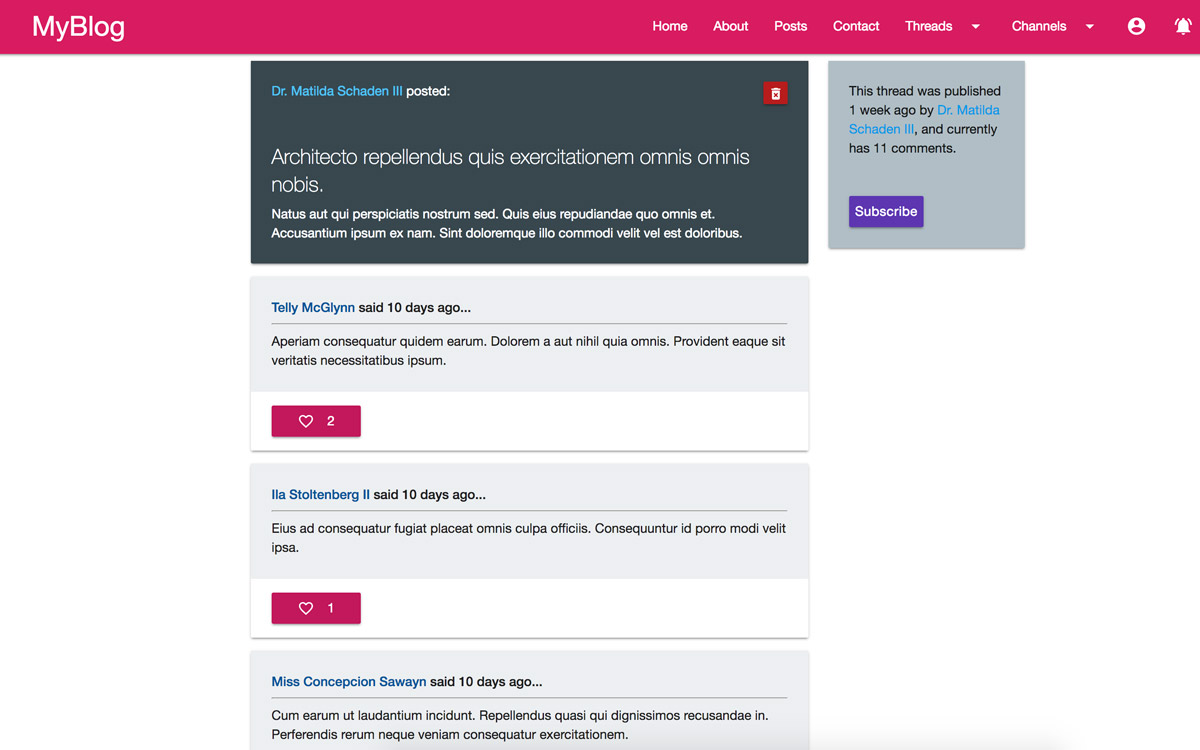 MyBlog
Home
About
Posts
Contact
Threads
Channels
Dr. Matilda Schaden III posted:
Architecto repellendus quis exercitationem omnis omnis
nobis.
Natus aut qui perspiciatis nostrum sed. Quis eius repudiandae quo omnis et.
Accusantium ipsum ex nam. Sint doloremque illo commodi velit vel est doloribus.
This thread was published
1 week ago by Dr. Matilda
Schaden III, and currently
has 11 comments.
Subscribe
Telly McGlynn said 10 days ago...
Aperiam consequatur quidem earum. Dolorem a aut nihil quia omnis. Provident eaque sit
veritatis necessitatibus ipsum.
2
Ila Stoltenberg II said 10 days ago...
Eius ad consequatur fugiat placeat omnis culpa officiis. Consequuntur id porro modi velit
ipsa.
1
Miss Concepcion Sawayn said 10 days ago...
Cum earum ut laudantium incidunt. Repellendus quasi qui dignissimos recusandae in.
Perferendis rerum neque veniam consequatur exercitationem.